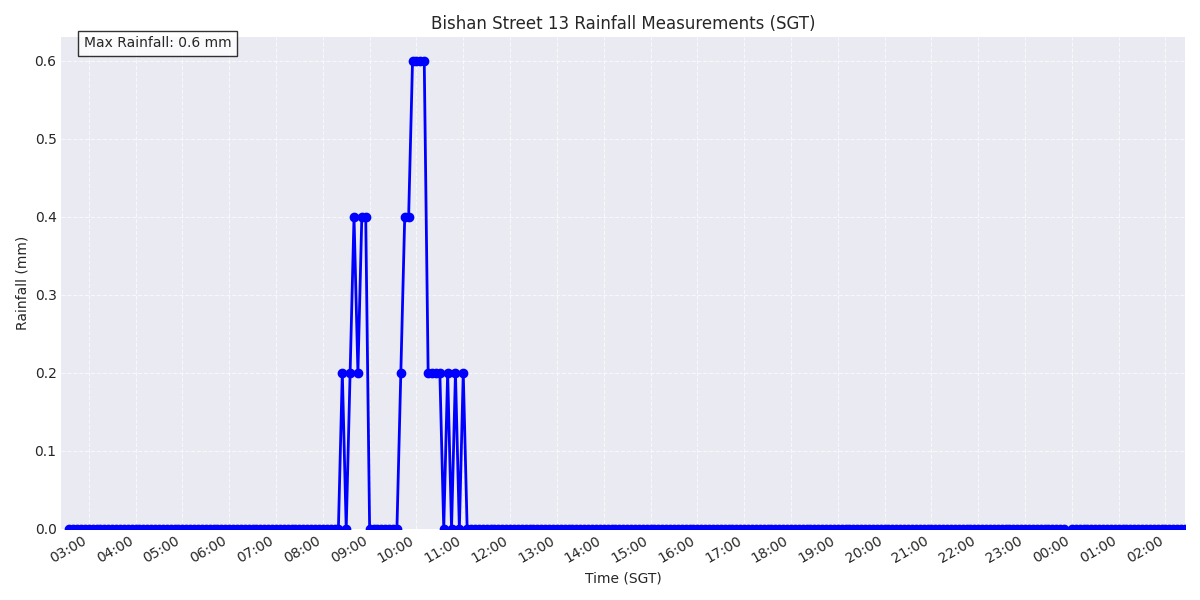 Bishan Street 13 Rainfall Measurements (SGT)
Max Rainfall: 0.6 mm
0.6
0.5
0.4
0.3
0.2
0.1
0.0
Rainfall (mm)
03:00 04:00 05:00 06:00 07:00 08:00 09:00 10:00 11:00 12:00 13:00 14:00 15:00 16:00 17:00 18:00 19:00 20:00 21:00 22:00 23:00 00:00 01:00 02:00
Time (SGT)